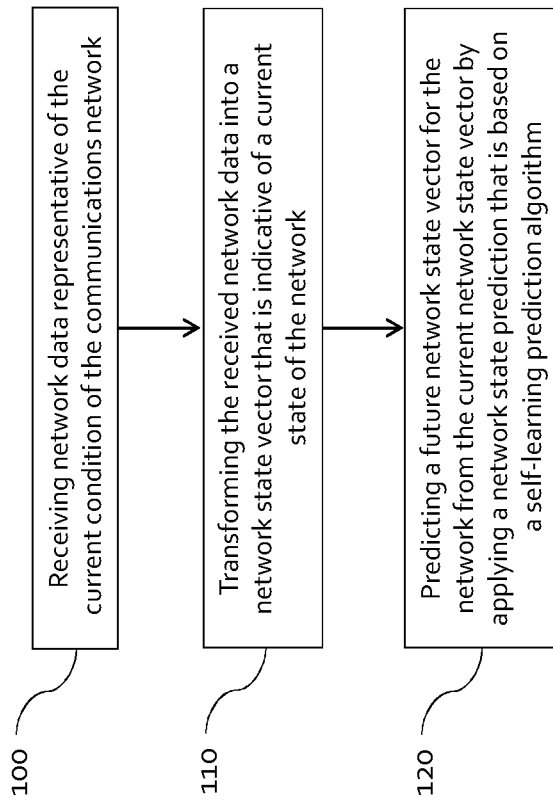 100
Receiving network data representative of the
current condition of the communications network
110
Transforming the received network data into a
network state vector that is indicative of a current
state of the network
120
Predicting a future network state vector for the
network from the current network state vector by
applying a network state prediction that is based on
a self-learning prediction algorithm